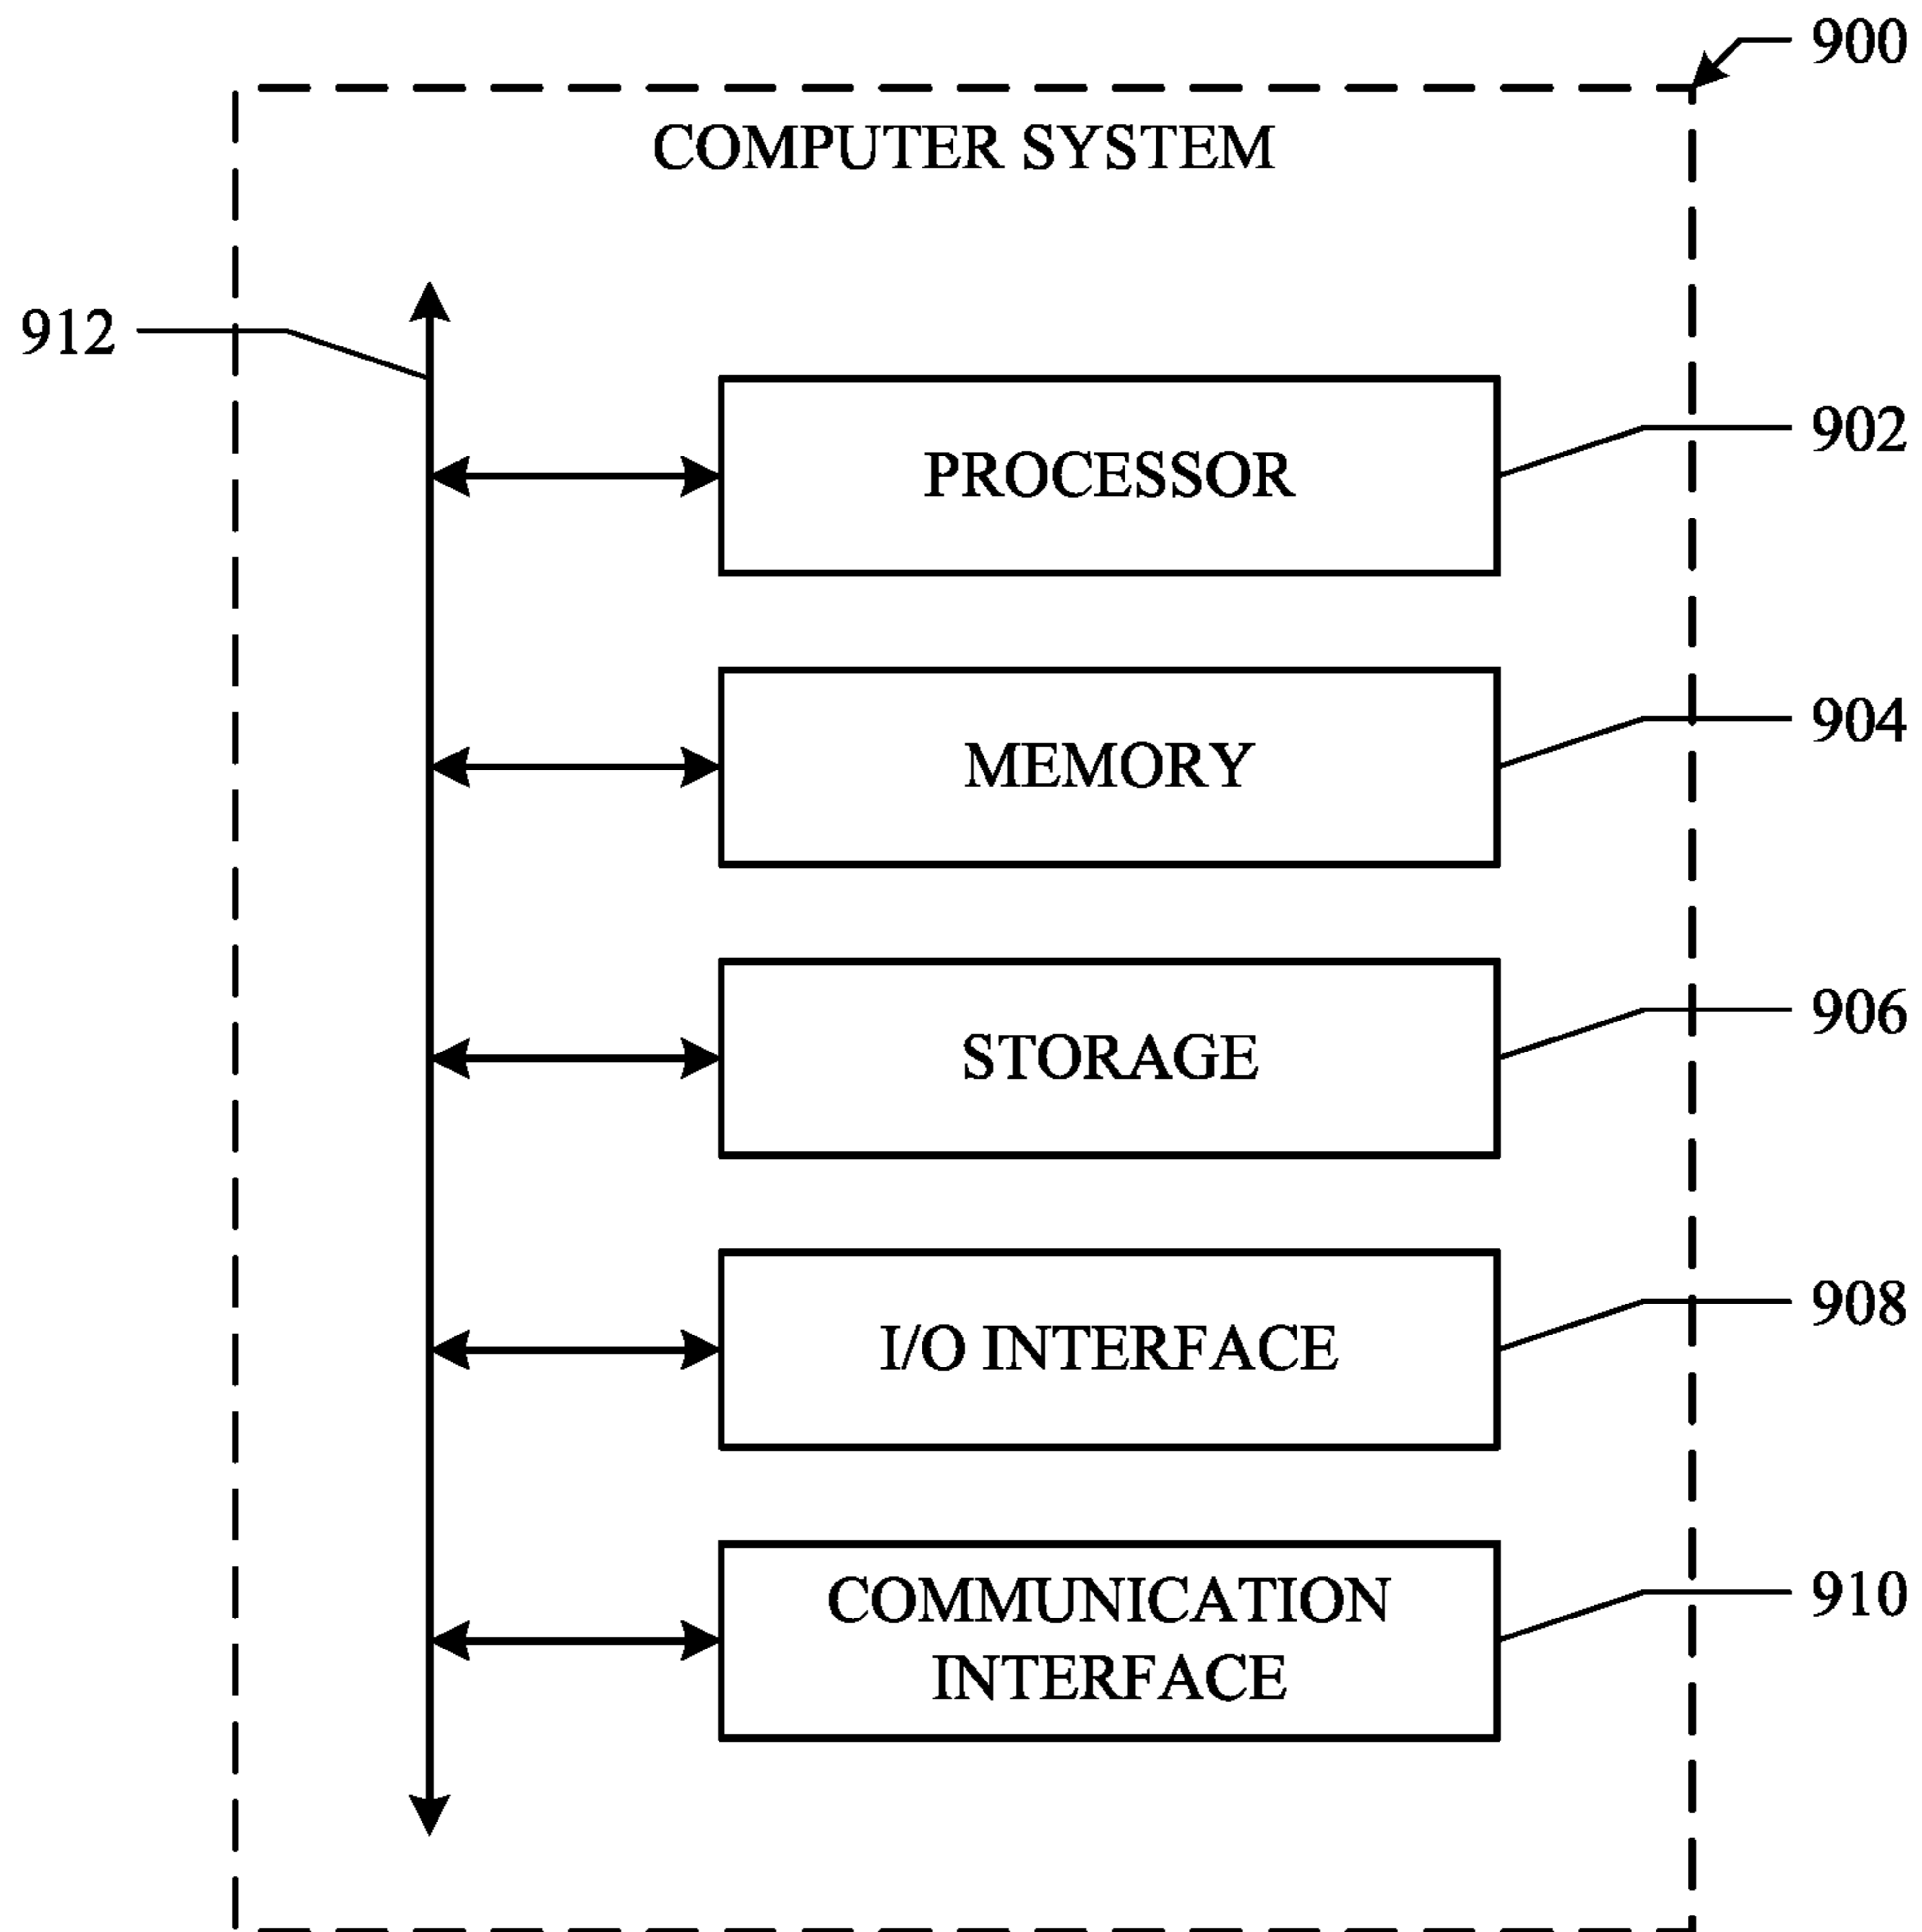 900
COMPUTER SYSTEM
912
PROCESSOR
902
MEMORY
904
STORAGE
906
I/O INTERFACE
908
COMMUNICATION
INTERFACE
910